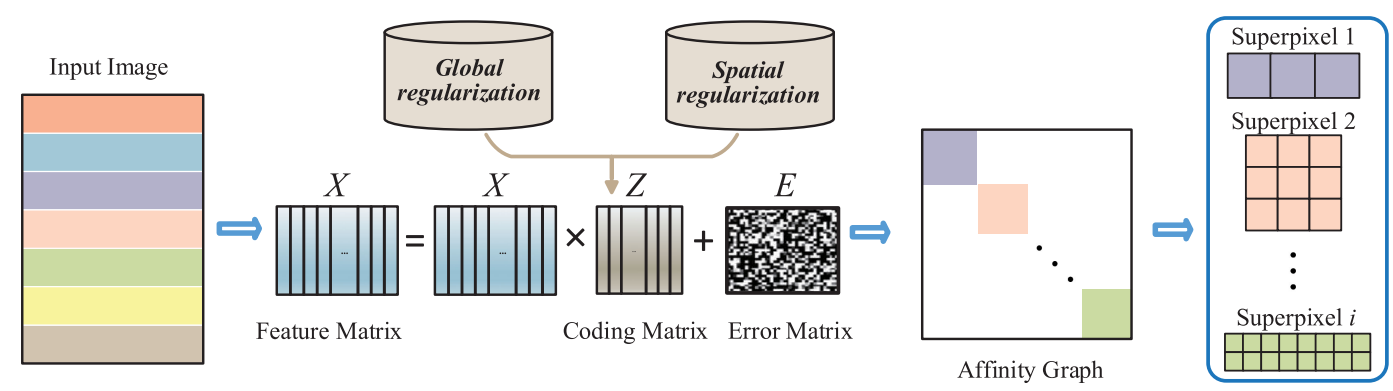 Input Image
Global
regularization
Spatial
regularization
X
=
X
×
Z
+
E
...
...
...
Feature Matrix
Coding Matrix
Error Matrix
Affinity Graph
Superpixel 1
Superpixel 2
Superpixel i